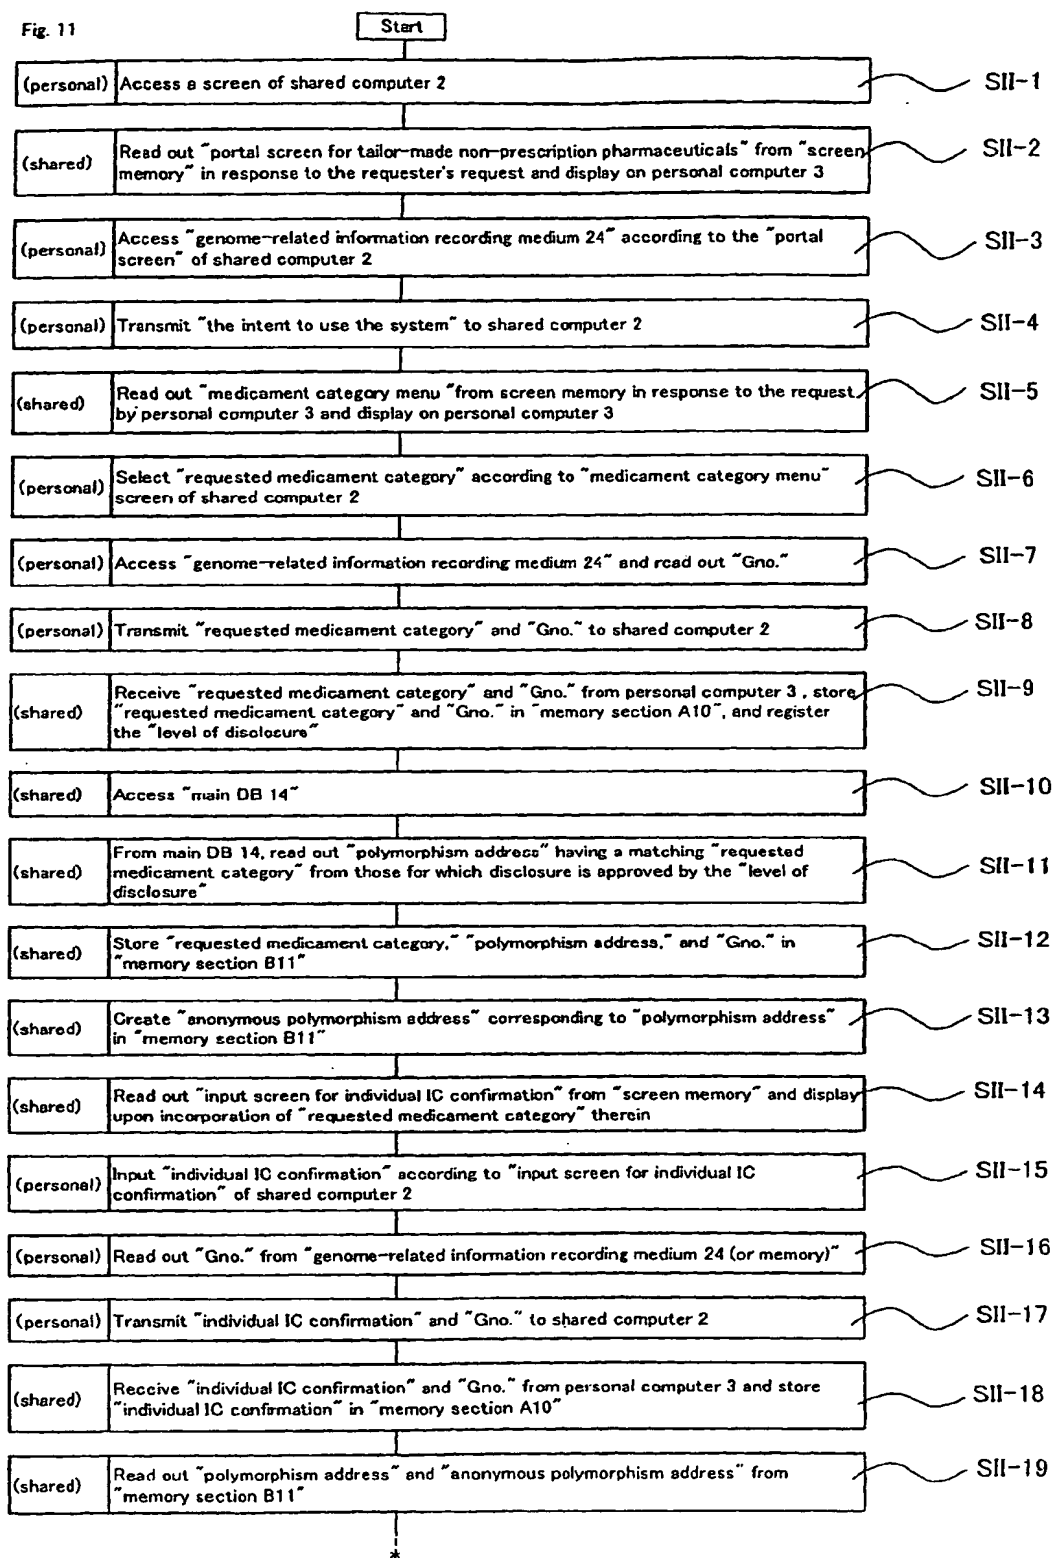 Fig. 11
Start
(personal) Access a screen of shared computer 2 SII-1
(shared) Read out "portal screen for tailor-made non-prescription pharmaceuticals" from "screen
memory" in response to the requester's request and display on personal computer 3 SII-2
(personal) Access "genome-related information recording medium 24" according to the "portal
screen" of shared computer 2 SII-3
(personal) Transmit "the intent to use the system" to shared computer 2 SII-4
(shared) Read out "medicament category menu "from screen memory in response to the request
by personal computer 3 and display on personal computer 3 SII-5
(personal) Select "requested medicament category" according to "medicament category menu"
screen of shared computer 2 SII-6
(personal) Access "genome-related information recording medium 24" and read out "Gno." SII-7
(personal) Transmit "requested medicament category" and "Gno." to shared computer 2 SII-8
(shared) Receive "requested medicament category" and "Gno." from personal computer 3 , store
"requested medicament category" and "Gno." in "memory section A10", and register
the "level of disclosure" SII-9
(shared) Access "main DB 14" SII-10
(shared) From main DB 14, read out "polymorphism address" having a matching "requested
medicament category" from those for which disclosure is approved by the "level of
disclosure" SII-11
(shared) Store "requested medicament category," "polymorphism address," and "Gno." in
"memory section B11" SII-12
(shared) Create "anonymous polymorphism address" corresponding to "polymorphism address"
in "memory section B11" SII-13
(shared) Read out "input screen for individual IC confirmation" from "screen memory" and display
upon incorporation of "requested medicament category" therein SII-14
(personal) Input "individual IC confirmation" according to "input screen for individual IC
confirmation" of shared computer 2 SII-15
(personal) Read out "Gno." from "genome-related information recording medium 24 (or memory)" SII-16
(personal) Transmit "individual IC confirmation" and "Gno." to shared computer 2 SII-17
(shared) Receive "individual IC confirmation" and "Gno." from personal computer 3 and store
"individual IC confirmation" in "memory section A10" SII-18
(shared) Read out "polymorphism address" and "anonymous polymorphism address" from
"memory section B11" SII-19
*